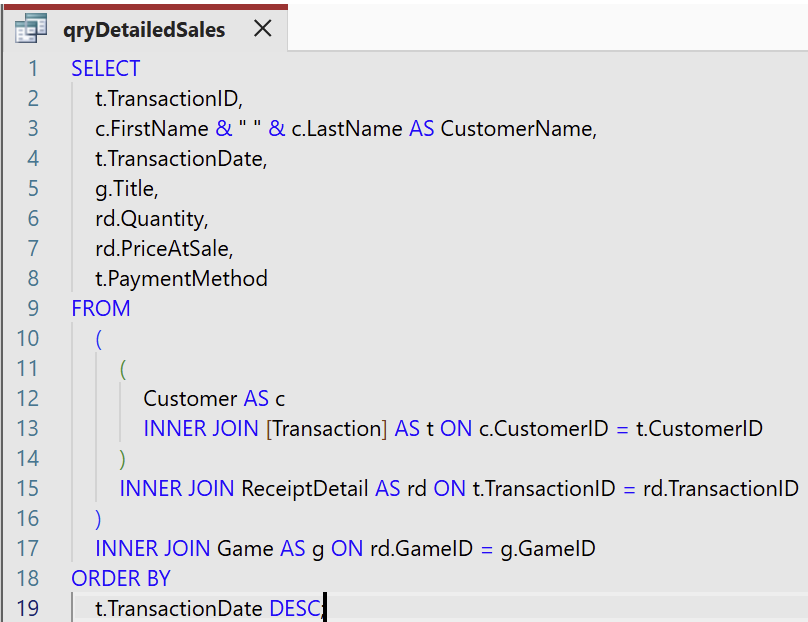 qryDetailedSales
1 SELECT
2 t.TransactionID,
3 c.FirstName & " " & c.LastName AS CustomerName,
4 t.TransactionDate,
5 g.Title,
6 rd.Quantity,
7 rd.PriceAtSale,
8 t.PaymentMethod
9 FROM
10 (
11 (
12 Customer AS c
13 INNER JOIN [Transaction] AS t ON c.CustomerID = t.CustomerID
14 )
15 INNER JOIN ReceiptDetail AS rd ON t.TransactionID = rd.TransactionID
16 )
17 INNER JOIN Game AS g ON rd.GameID = g.GameID
18 ORDER BY
19 t.TransactionDate DESC;